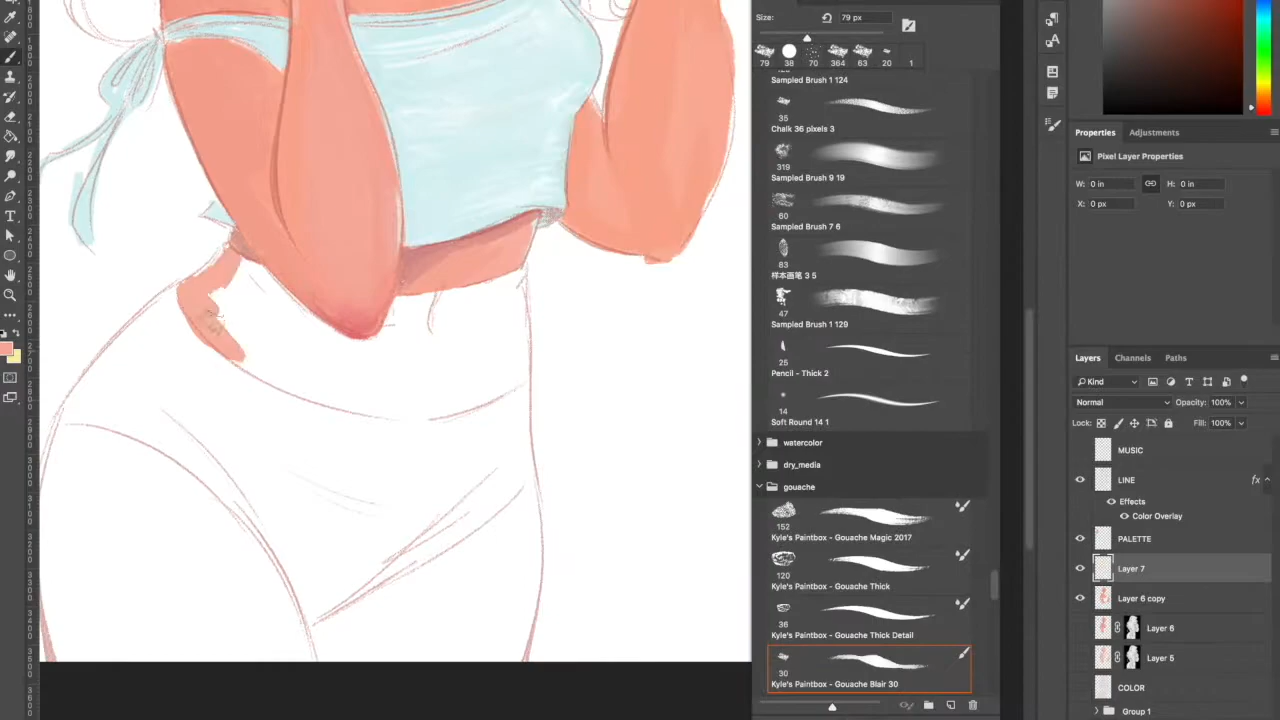 Size: 79 px
79 38 70 364 63 20 1
Sampled Brush 1 124
35
Chalk 36 pixels 3
319
Sampled Brush 9 19
60
Sampled Brush 7 6
83
样本画笔 3 5
47
Sampled Brush 1 129
25
Pencil - Thick 2
14
Soft Round 14 1
watercolor
dry_media
gouache
152
Kyle's Paintbox - Gouache Magic 2017
120
Kyle's Paintbox - Gouache Thick
36
Kyle's Paintbox - Gouache Thick Detail
30
Kyle's Paintbox - Gouache Blair 30
Properties Adjustments
Pixel Layer Properties
W: 0 in H: 0 in
X: 0 px Y: 0 px
Layers Channels Paths
Kind
Normal Opacity: 100%
Lock: Fill: 100%
MUSIC
LINE fx
Effects
Color Overlay
PALETTE
Layer 7
Layer 6 copy
Layer 6
Layer 5
COLOR
Group 1